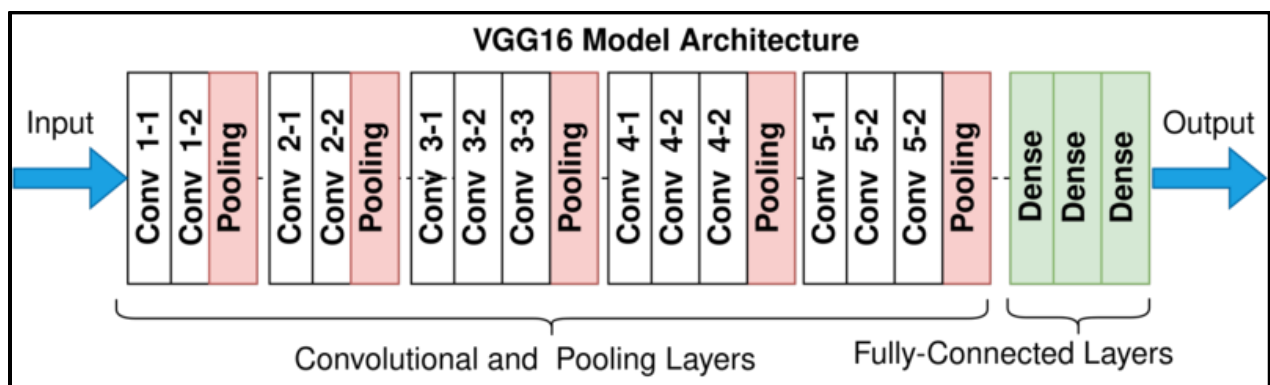 VGG16 Model Architecture
Input
Conv 1-1
Conv 1-2
Pooling
Conv 2-1
Conv 2-2
Pooling
Conv 3-1
Conv 3-2
Conv 3-3
Pooling
Conv 4-1
Conv 4-2
Conv 4-2
Pooling
Conv 5-1
Conv 5-2
Conv 5-2
Pooling
Dense
Dense
Dense
Output
Convolutional and Pooling Layers
Fully-Connected Layers